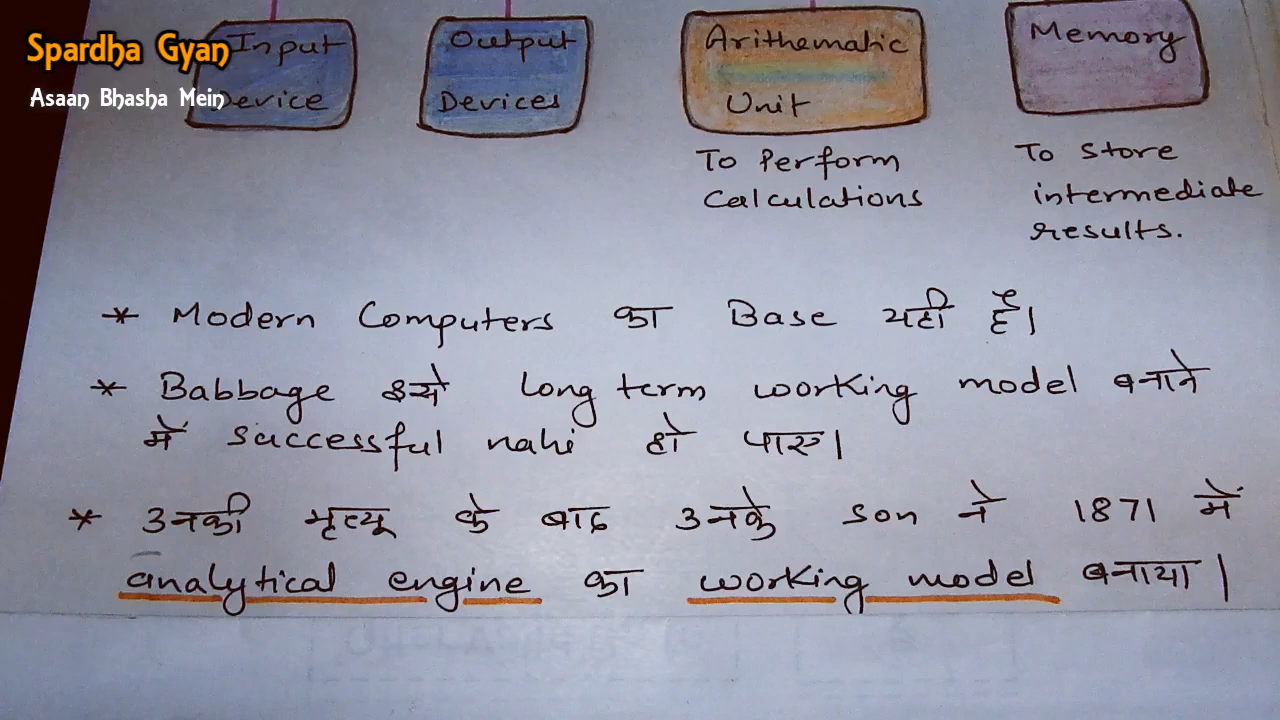 Spardha Gyan
Asaan Bhasha Mein
Input
Device
Output
Devices
Arithematic
Unit
Memory
To Perform
Calculations
To Store
intermediate
results.
* Modern Computers का Base यही है।
* Babbage इसे long term working model बनाने
में successful nahi हो पाए।
* उनकी मृत्यू के बाद उनके son ने 1871 में
analytical engine का working model बनाया।